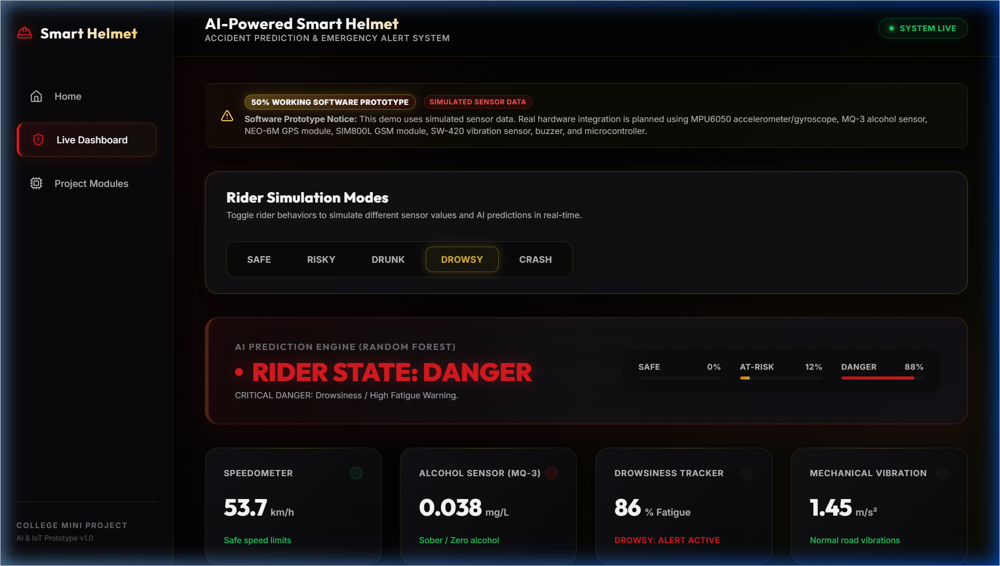 Smart Helmet
Home
Live Dashboard
Project Modules
COLLEGE MINI PROJECT
AI & IoT Prototype v1.0
AI-Powered Smart Helmet
ACCIDENT PREDICTION & EMERGENCY ALERT SYSTEM
SYSTEM LIVE
50% WORKING SOFTWARE PROTOTYPE
SIMULATED SENSOR DATA
Software Prototype Notice: This demo uses simulated sensor data. Real hardware integration is planned using MPU6050 accelerometer/gyroscope, MQ-3 alcohol sensor,
NEO-6M GPS module, SIM800L GSM module, SW-420 vibration sensor, buzzer, and microcontroller.
Rider Simulation Modes
Toggle rider behaviors to simulate different sensor values and AI predictions in real-time.
SAFE RISKY DRUNK DROWSY CRASH
AI PREDICTION ENGINE (RANDOM FOREST)
RIDER STATE: DANGER
CRITICAL DANGER: Drowsiness / High Fatigue Warning.
SAFE 0% AT-RISK 12% DANGER 88%
SPEEDOMETER
53.7 km/h
Safe speed limits
ALCOHOL SENSOR (MQ-3)
0.038 mg/L
Sober / Zero alcohol
DROWSINESS TRACKER
86 % Fatigue
DROWSY: ALERT ACTIVE
MECHANICAL VIBRATION
1.45 m/s²
Normal road vibrations